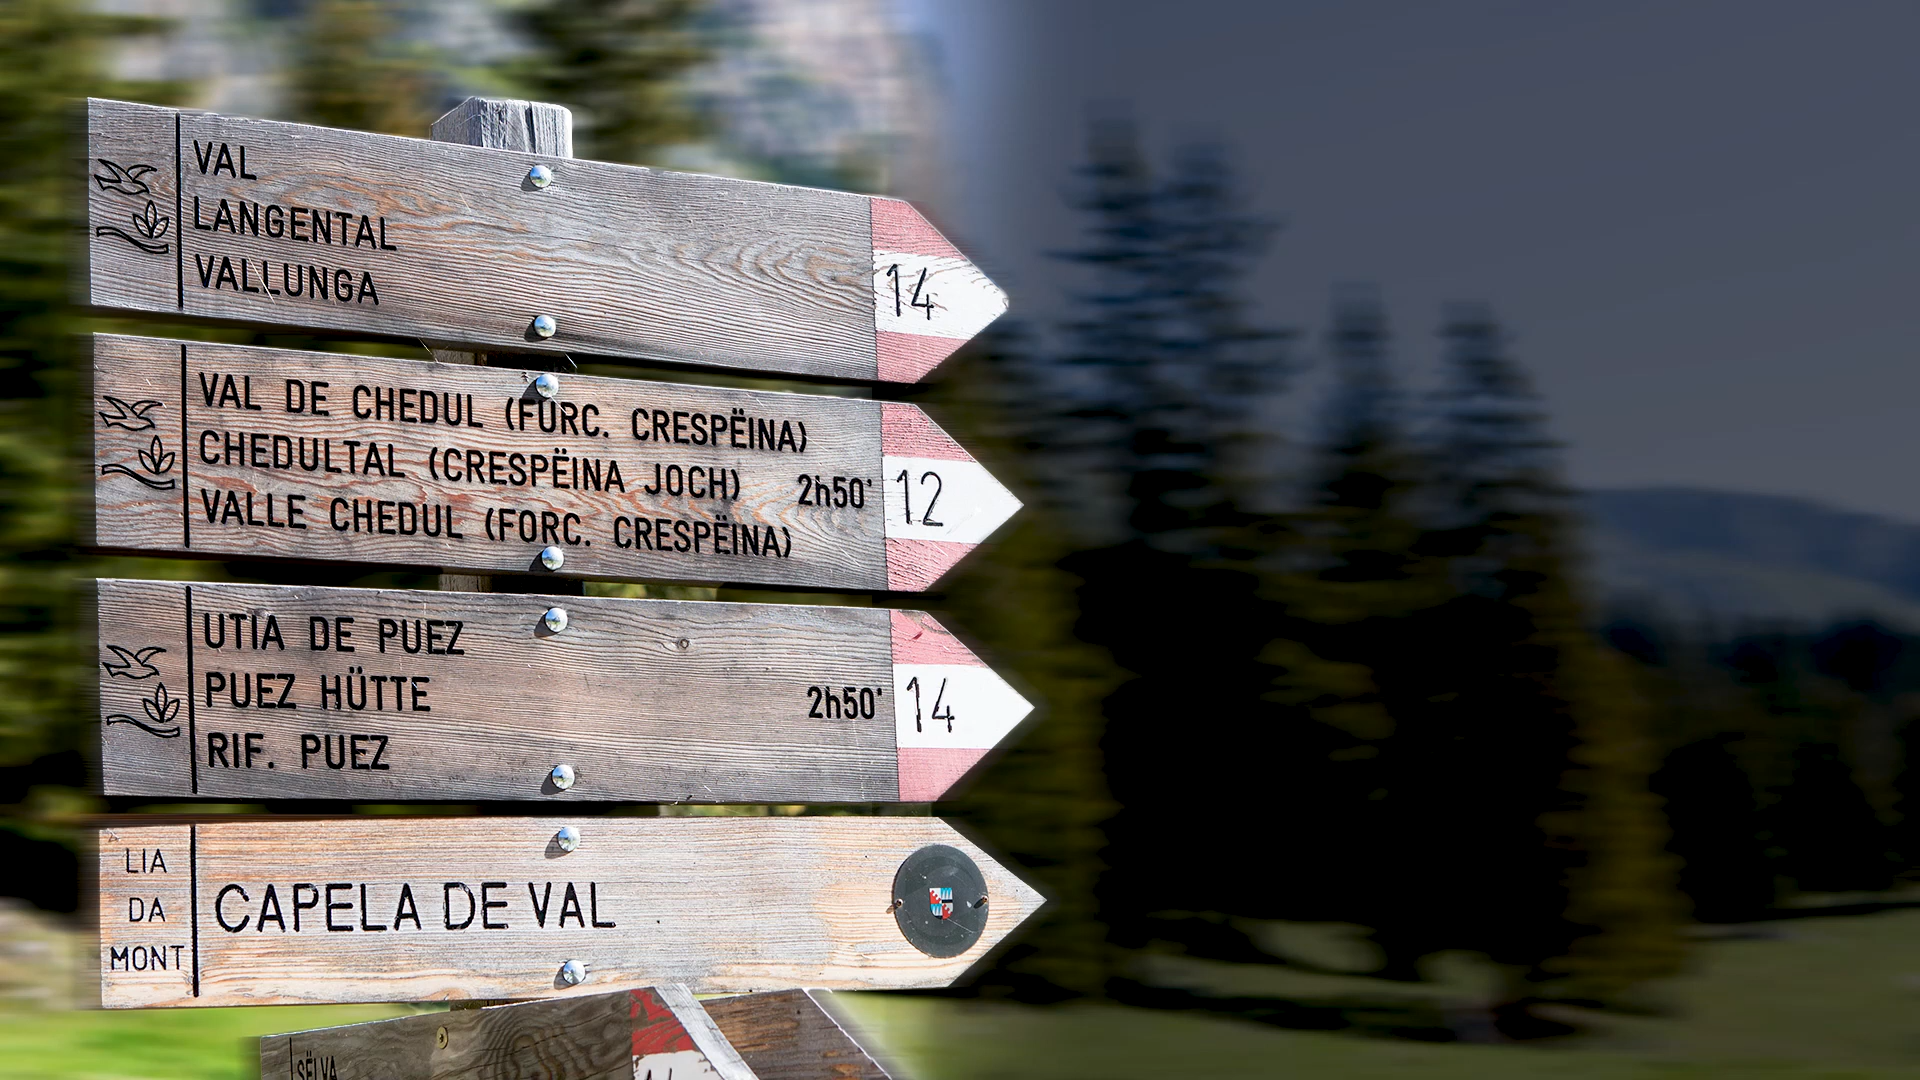 VAL
LANGENTAL
VALLUNGA
14
VAL DE CHEDUL (FURC. CRESPËINA)
CHEDULTAL (CRESPËINA JOCH) 2h50'
VALLE CHEDUL (FORC. CRESPËINA)
12
UTIA DE PUEZ
PUEZ HÜTTE 2h50'
RIF. PUEZ
14
LIA
DA
MONT
CAPELA DE VAL
SËLVA